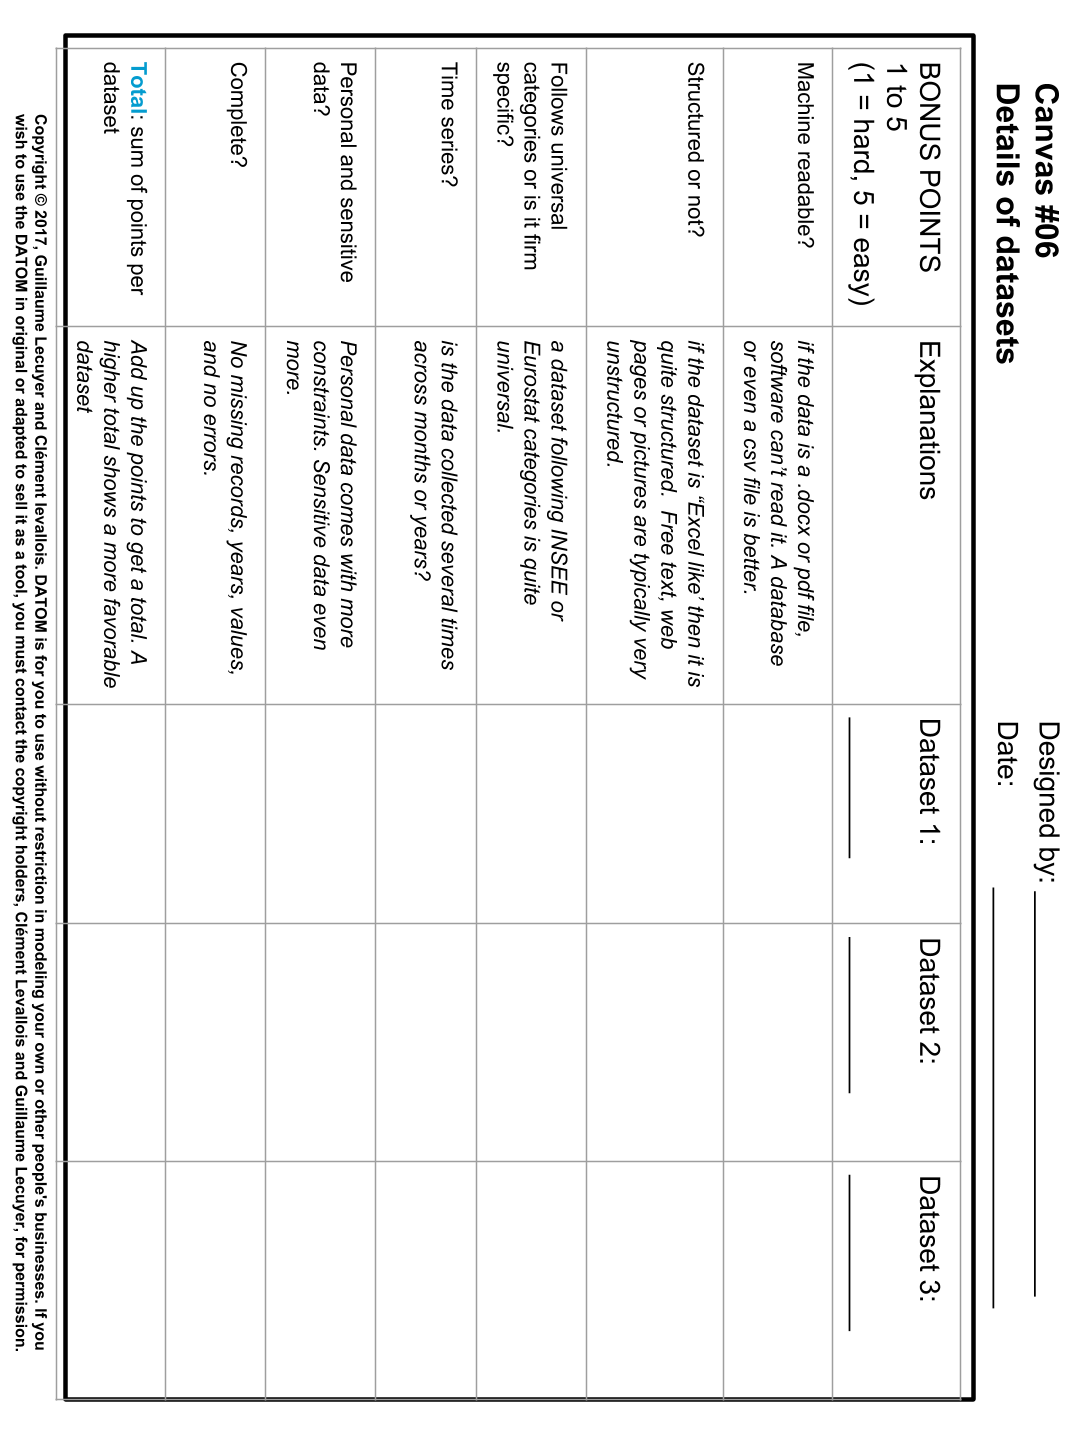 Canvas #06
Details of datasets
Designed by:
Date:
BONUS POINTS
1 to 5
(1 = hard, 5 = easy)
Explanations
Dataset 1:
Dataset 2:
Dataset 3:
Machine readable?
if the data is a .docx or pdf file,
software can't read it. A database
or even a csv file is better.
Structured or not?
if the dataset is “Excel like’ then it is
quite structured.  Free text, web
pages or pictures are typically very
unstructured.
Follows universal
categories or is it firm
specific?
a dataset following INSEE or
Eurostat categories is quite
universal.
Time series?
is the data collected several times
across months or years?
Personal and sensitive
data?
Personal data comes with more
constraints. Sensitive data even
more.
Complete?
No missing records, years, values,
and no errors.
Total: sum of points per
dataset
Add up the points to get a total. A
higher total shows a more favorable
dataset
Copyright © 2017, Guillaume Lecuyer and Clément levallois. DATOM is for you to use without restriction in modeling your own or other people's businesses. If you
wish to use the DATOM in original or adapted to sell it as a tool, you must contact the copyright holders, Clément Levallois and Guillaume Lecuyer, for permission.